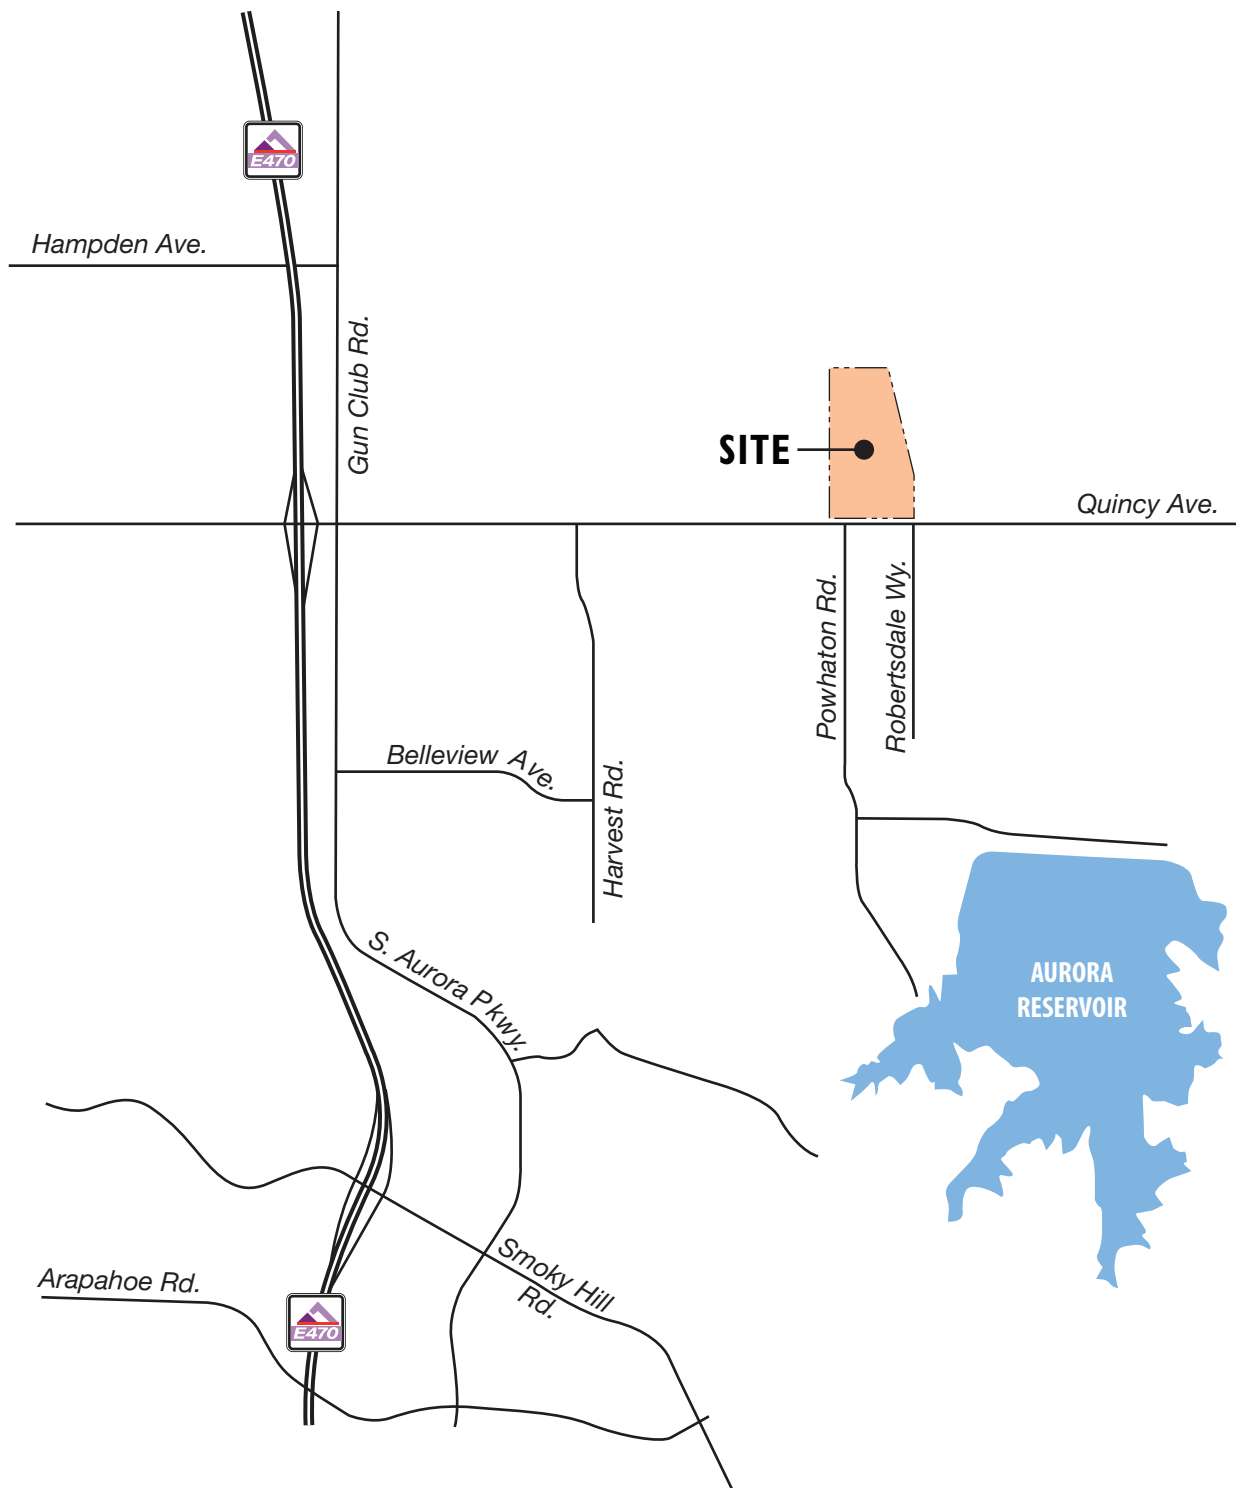 E470
Hampden Ave.
Gun Club Rd.
SITE
Quincy Ave.
Powhaton Rd.
Robertsdale Wy.
Belleview Ave.
Harvest Rd.
S. Aurora Pkwy.
AURORA
RESERVOIR
Smoky Hill
Rd.
Arapahoe Rd.
E470